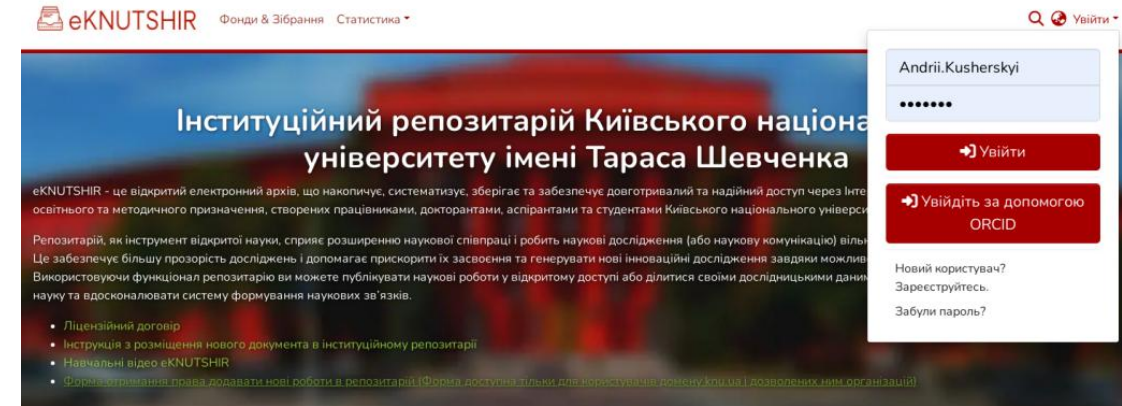 eKNUTSHIR Фонди & Зібрання Статистика Увійти
Andrii.Kusherskyi
•••••••
Увійти
Увійдіть за допомогою
ORCID
Новий користувач?
Зареєструйтесь.
Забули пароль?
Інституційний репозитарій Київського націона
університету імені Тараса Шевченка
eKNUTSHIR - це відкритий електронний архів, що накопичує, систематизує, зберігає та забезпечує довготривалий та надійний доступ через Інте
освітнього та методичного призначення, створених працівниками, докторантами, аспірантами та студентами Київського національного універси
Репозитарій, як інструмент відкритої науки, сприяє розширенню наукової співпраці і робить наукові дослідження (або наукову комунікацію) віль
Це забезпечує більшу прозорість досліджень і допомагає прискорити їх засвоєння та генерувати нові інноваційні дослідження завдяки можлив
Використовуючи функціонал репозитарію ви можете публікувати наукові роботи у відкритому доступі або ділитися своїми дослідницькими даним
науку та вдосконалювати систему формування наукових зв'язків.
• Ліцензійний договір
• Інструкція з розміщення нового документа в інституційному репозитарії
• Навчальні відео eKNUTSHIR
• Форма отримання права додавати нові роботи в репозитарій (Форма доступна тільки для користувачів домену knu.ua і дозволених ним організацій)